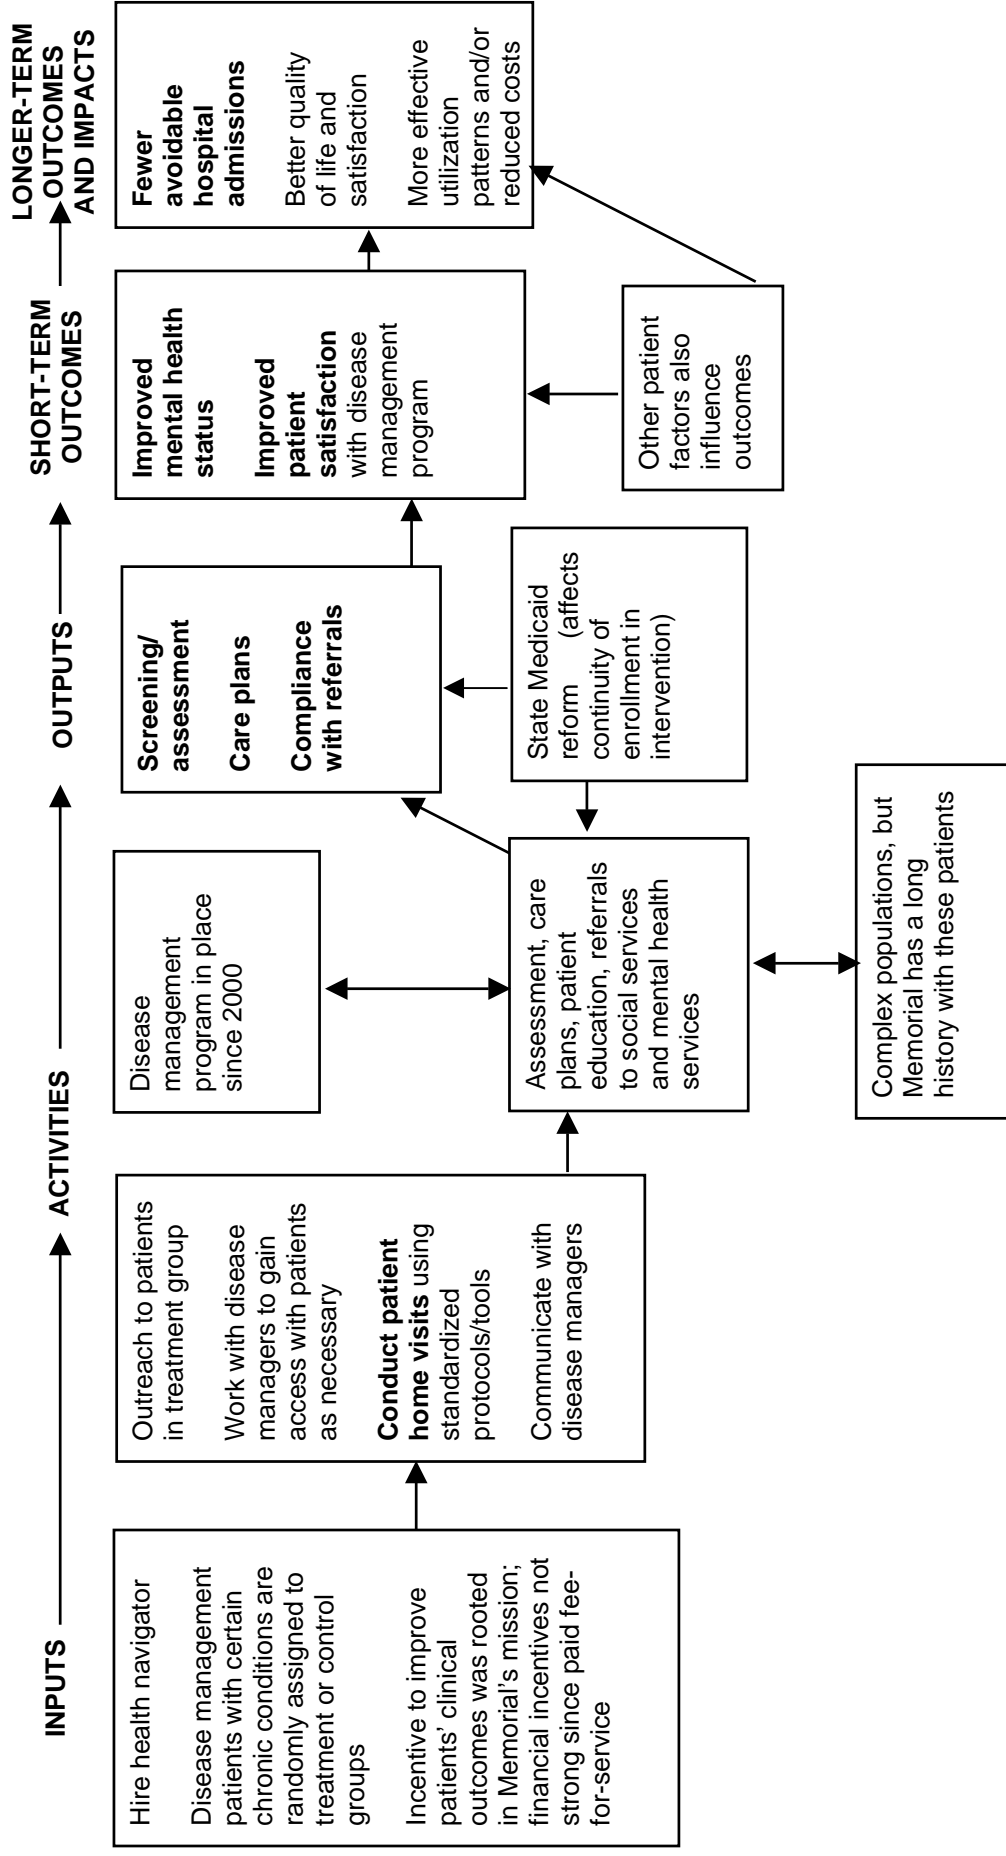 INPUTS
ACTIVITIES
OUTPUTS
SHORT-TERM
OUTCOMES
LONGER-TERM
OUTCOMES
AND IMPACTS
Hire health navigator
Disease management
patients with certain
chronic conditions are
randomly assigned to
treatment or control
groups
Incentive to improve
patients’ clinical
outcomes was rooted
in Memorial’s mission;
financial incentives not
strong since paid fee-
for-service
Outreach to patients
in treatment group
Work with disease
managers to gain
access with patients
as necessary
Conduct patient
home visits using
standardized
protocols/tools
Communicate with
disease managers
Disease
management
program in place
since 2000
Assessment, care
plans, patient
education, referrals
to social services
and mental health
services
Complex populations, but
Memorial has a long
history with these patients
Screening/
assessment
Care plans
Compliance
with referrals
State Medicaid
reform (affects
continuity of
enrollment in
intervention)
Improved
mental health
status
Improved
patient
satisfaction
with disease
management
program
Other patient
factors also
influence
outcomes
Fewer
avoidable
hospital
admissions
Better quality
of life and
satisfaction
More effective
utilization
patterns and/or
reduced costs